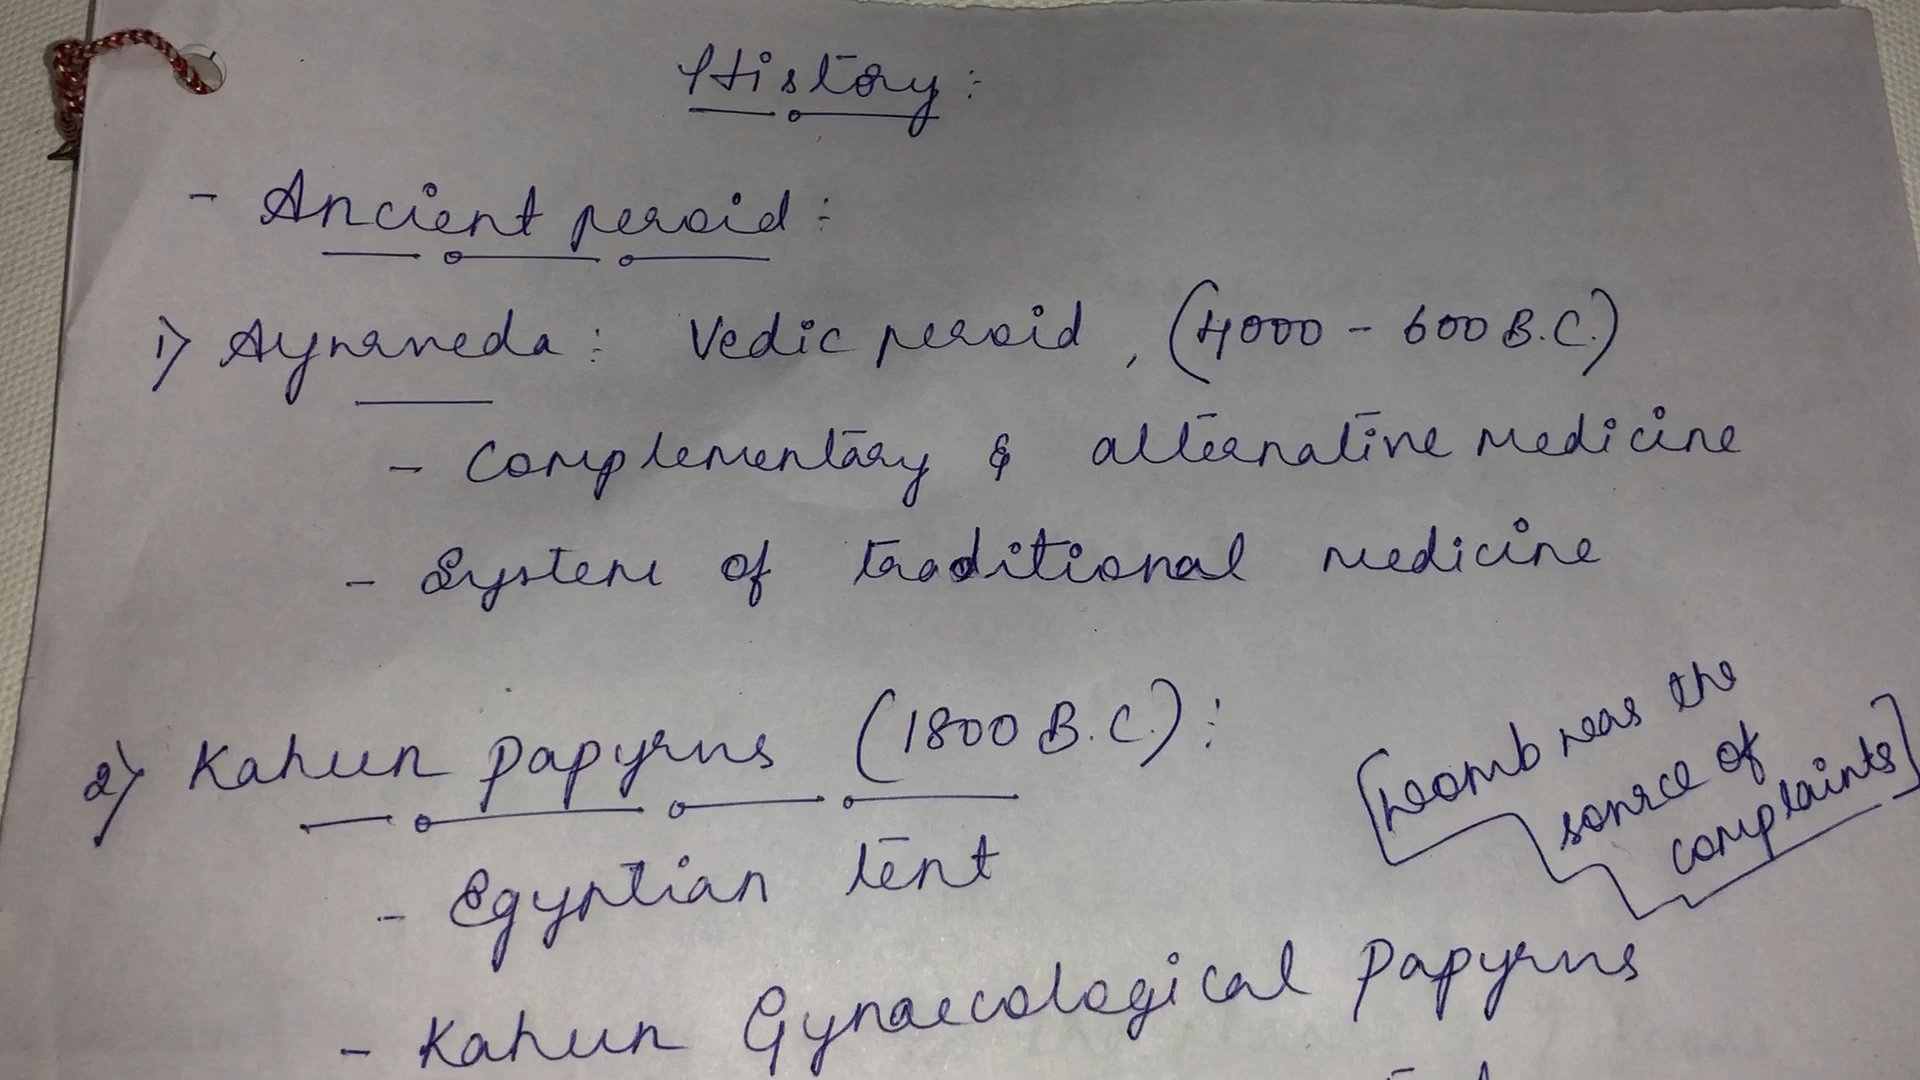 History:
- Ancient peroid:
1) Ayurveda: Vedic peroid, (4000 - 600 B.C.)
- Complementary & alternative medicine
- System of traditional medicine
2) Kahun papyrus (1800 B.C.):
[womb was the
source of
complaints]
- Egyptian tent
- Kahun Gynaecological Papyrus